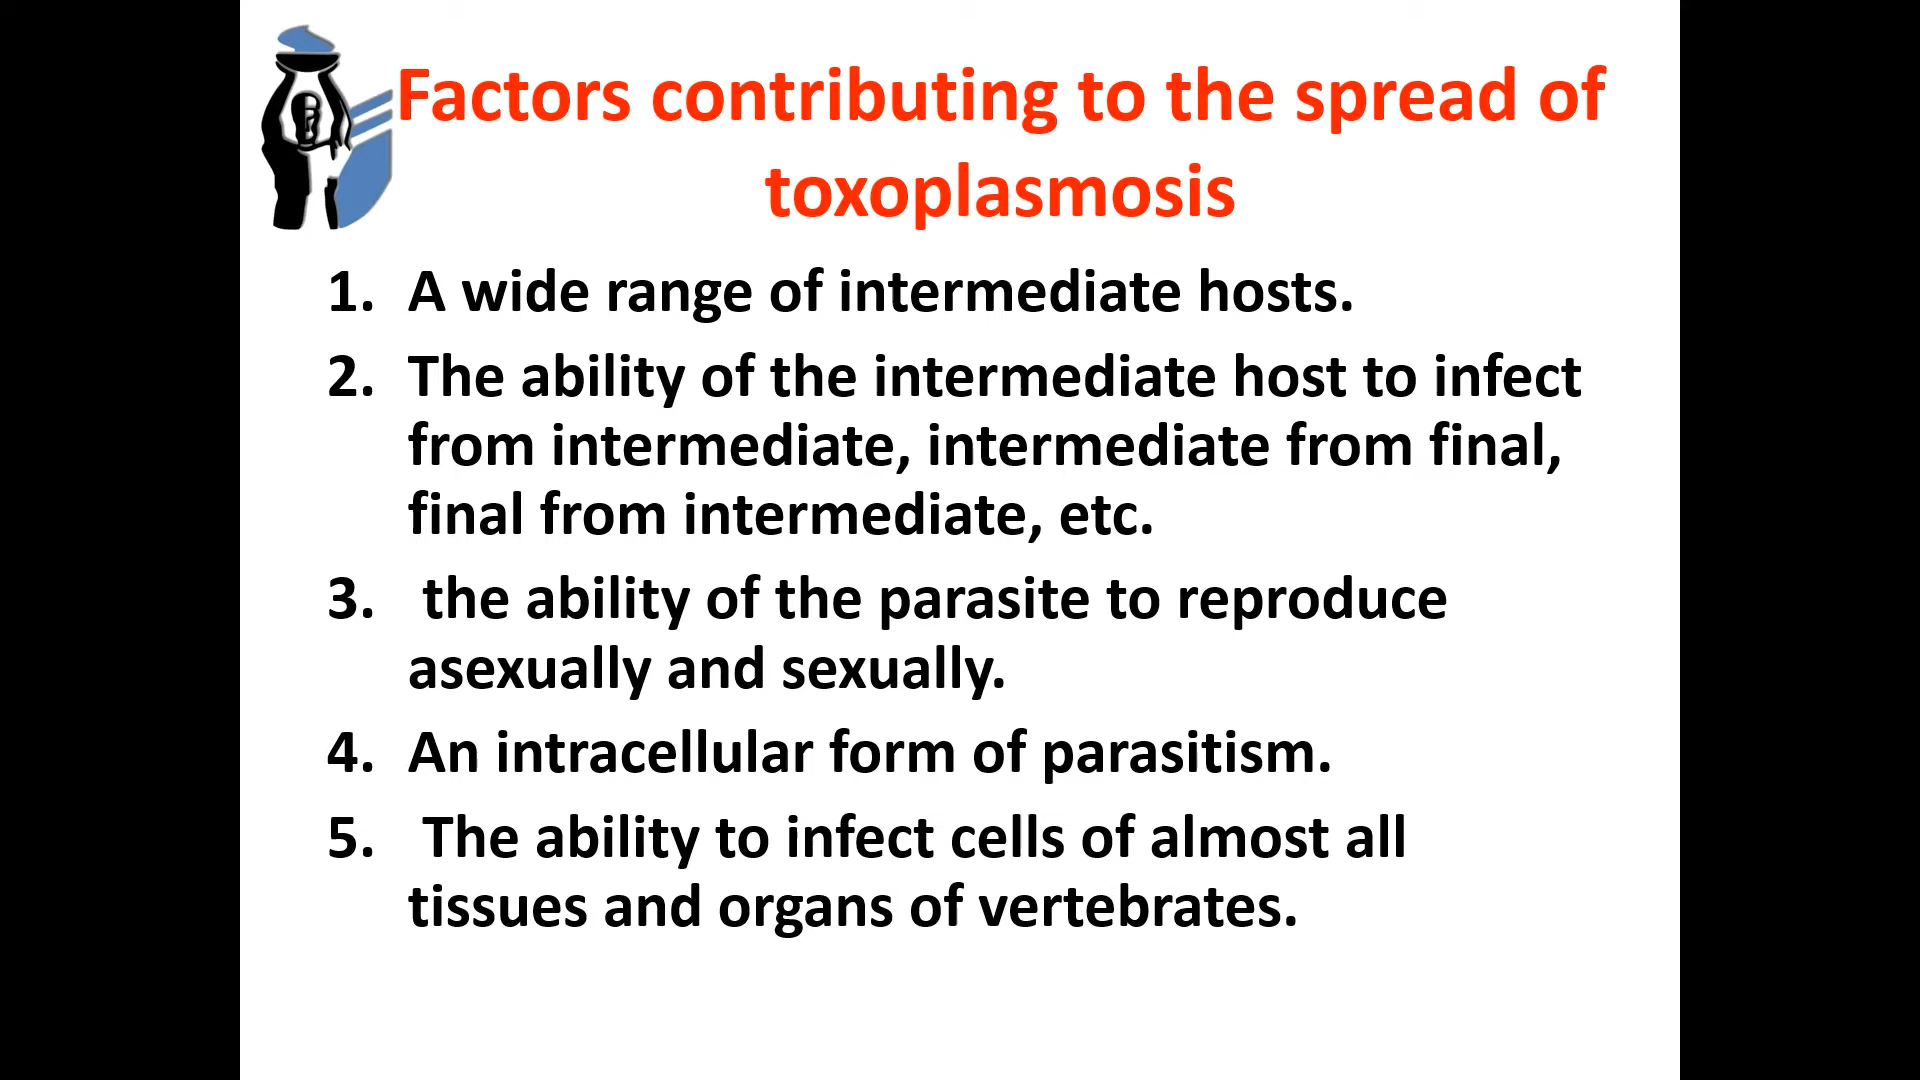 Factors contributing to the spread of
toxoplasmosis
1. A wide range of intermediate hosts.
2. The ability of the intermediate host to infect
from intermediate, intermediate from final,
final from intermediate, etc.
3. the ability of the parasite to reproduce
asexually and sexually.
4. An intracellular form of parasitism.
5. The ability to infect cells of almost all
tissues and organs of vertebrates.